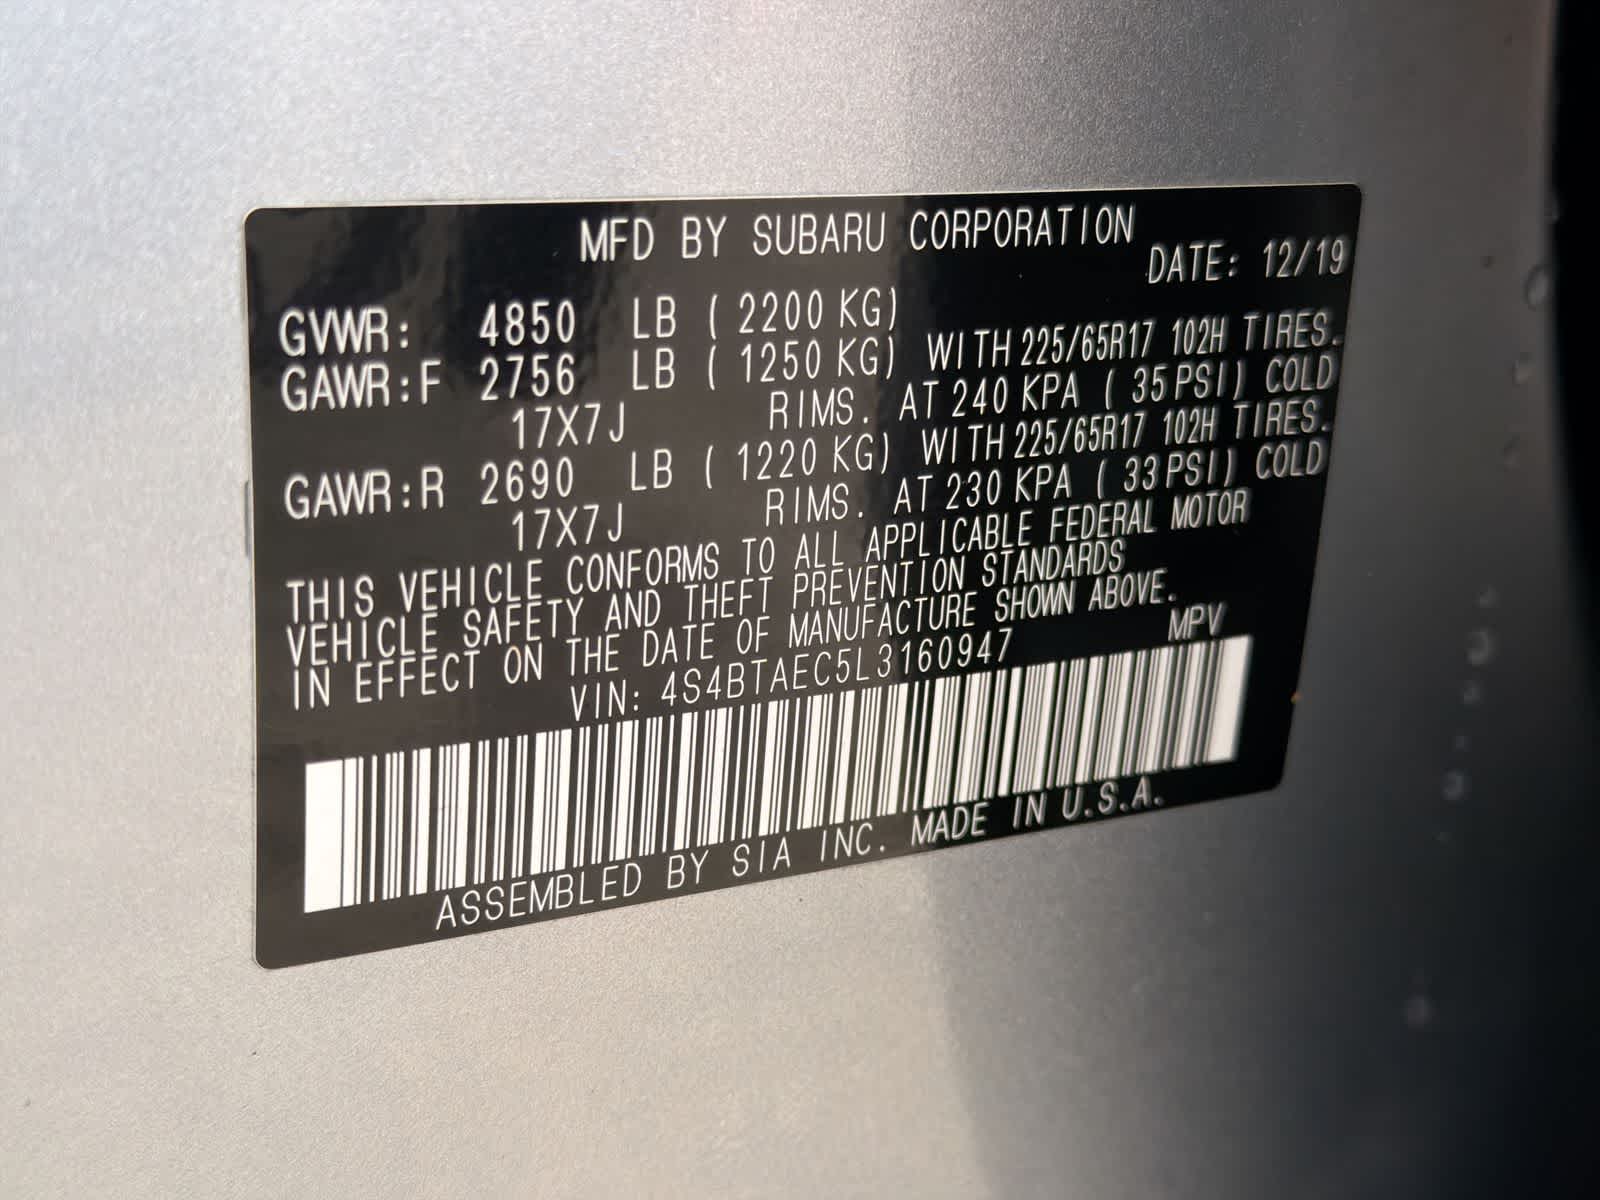 MFD BY SUBARU CORPORATION
DATE: 12/19
GVWR: 4850 LB ( 2200 KG)
GAWR:F 2756 LB ( 1250 KG) WITH 225/65R17 102H TIRES.
17X7J RIMS. AT 240 KPA ( 35 PSI) COLD
GAWR:R 2690 LB ( 1220 KG) WITH 225/65R17 102H TIRES.
17X7J RIMS. AT 230 KPA ( 33 PSI) COLD
THIS VEHICLE CONFORMS TO ALL APPLICABLE FEDERAL MOTOR
VEHICLE SAFETY AND THEFT PREVENTION STANDARDS
IN EFFECT ON THE DATE OF MANUFACTURE SHOWN ABOVE.
VIN: 4S4BTAEC5L3160947 MPV
ASSEMBLED BY SIA INC. MADE IN U.S.A.